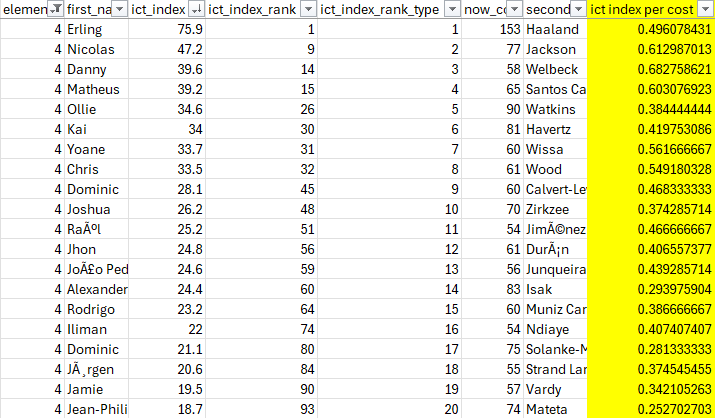 elemen first_na ict_index ict_index_rank ict_index_rank_type now_co second ict index per cost
4 Erling 75.9 1 1 153 Haaland 0.496078431
4 Nicolas 47.2 9 2 77 Jackson 0.612987013
4 Danny 39.6 14 3 58 Welbeck 0.682758621
4 Matheus 39.2 15 4 65 Santos Ca 0.603076923
4 Ollie 34.6 26 5 90 Watkins 0.384444444
4 Kai 34 30 6 81 Havertz 0.419753086
4 Yoane 33.7 31 7 60 Wissa 0.561666667
4 Chris 33.5 32 8 61 Wood 0.549180328
4 Dominic 28.1 45 9 60 Calvert-Le 0.468333333
4 Joshua 26.2 48 10 70 Zirkzee 0.374285714
4 RaÃºl 25.2 51 11 54 JimÃ©nez 0.466666667
4 Jhon 24.8 56 12 61 DurÃ¡n 0.406557377
4 JoÃ£o Ped 24.6 59 13 56 Junqueira 0.439285714
4 Alexander 24.4 60 14 83 Isak 0.293975904
4 Rodrigo 23.2 64 15 60 Muniz Car 0.386666667
4 Iliman 22 74 16 54 Ndiaye 0.407407407
4 Dominic 21.1 80 17 75 Solanke-M 0.281333333
4 JÃ¸rgen 20.6 84 18 55 Strand Lar 0.374545455
4 Jamie 19.5 90 19 57 Vardy 0.342105263
4 Jean-Phili 18.7 93 20 74 Mateta 0.252702703